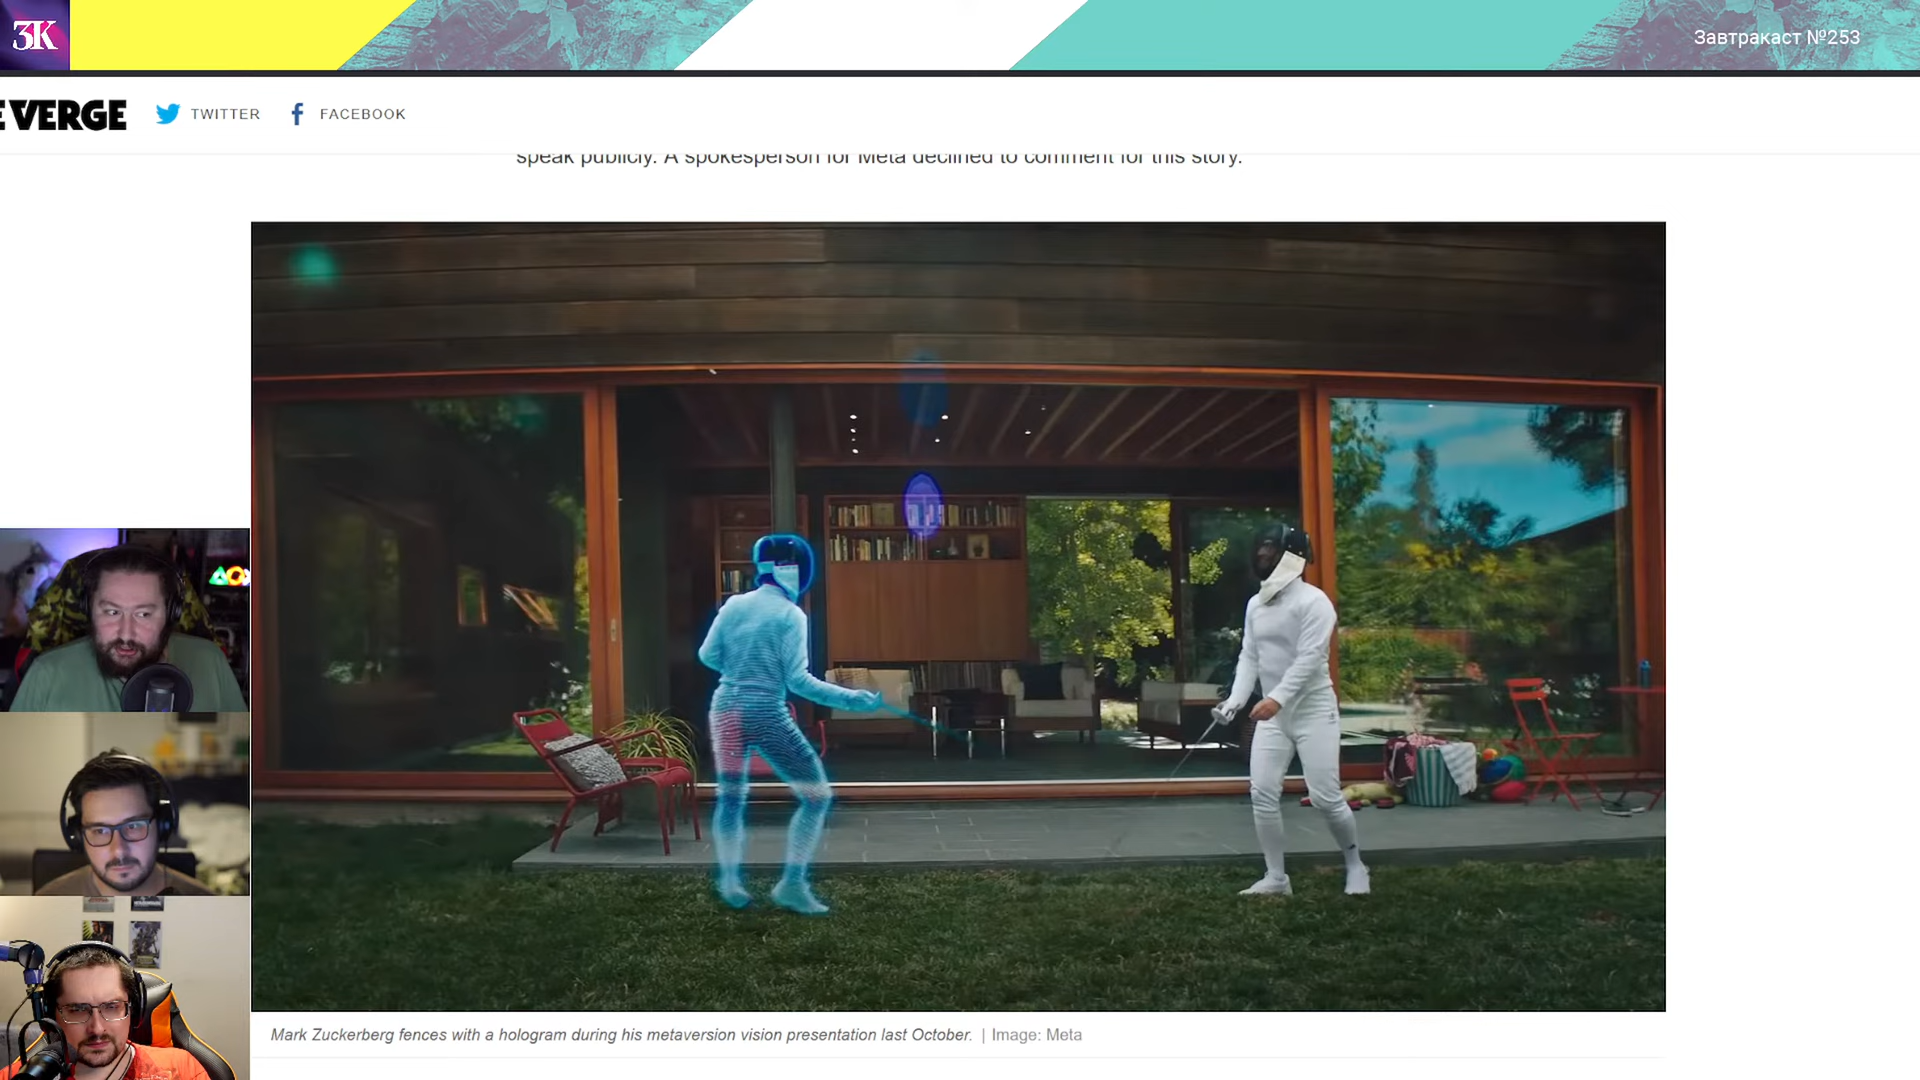 3K
Завтракаст №253
E VERGE
TWITTER
FACEBOOK
speak publicly. A spokesperson for Meta declined to comment for this story.
Mark Zuckerberg fences with a hologram during his metaversion vision presentation last October. | Image: Meta